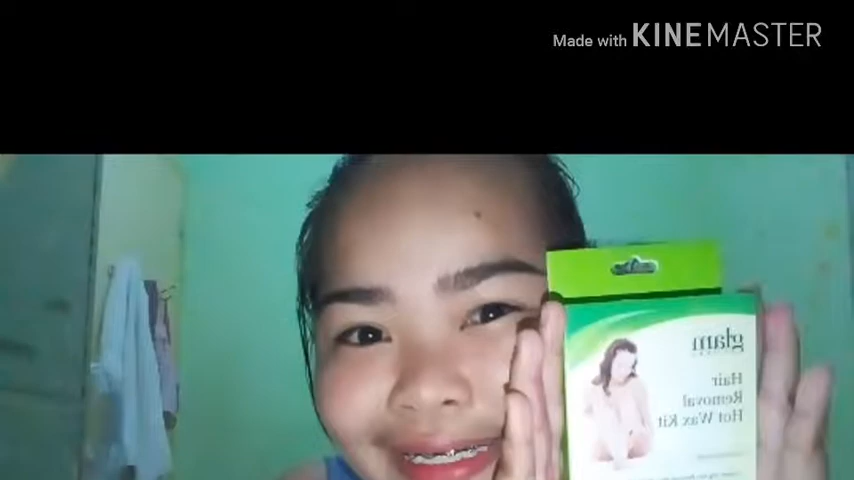 Made with KINEMASTER
glam
Hair
Removal
Hot Wax Kit